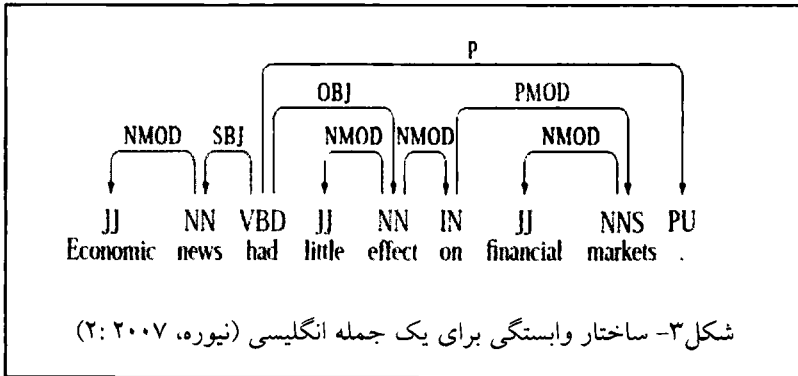 P
OBJ PMOD
NMOD SBJ NMOD NMOD NMOD
JJ NN VBD JJ NN IN JJ NNS PU
Economic news had little effect on financial markets .
شکل۳- ساختار وابستگی برای یک جمله انگلیسی (نیوره، ۲۰۰۷ :۲)